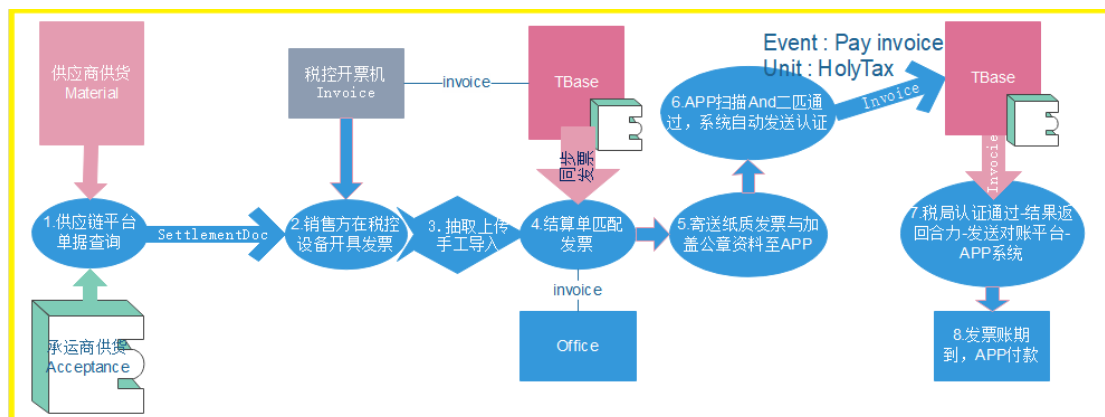 供应商供货
Material
税控开票机
Invoice
invoice
TBase
Event : Pay invoice
Unit : HolyTax
Invoice
TBase
6.APP扫描And二匹通
过，系统自动发送认证
同步
发票
Invocie
1.供应链平台
单据查询
SettlementDoc
2.销售方在税控
设备开具发票
3. 抽取上传
手工导入
4.结算单匹配
发票
5.寄送纸质发票与加
盖公章资料至APP
7.税局认证通过-结果返
回合力-发送对账平台-
APP系统
invoice
Office
承运商供货
Acceptance
8.发票账期
到，APP付款